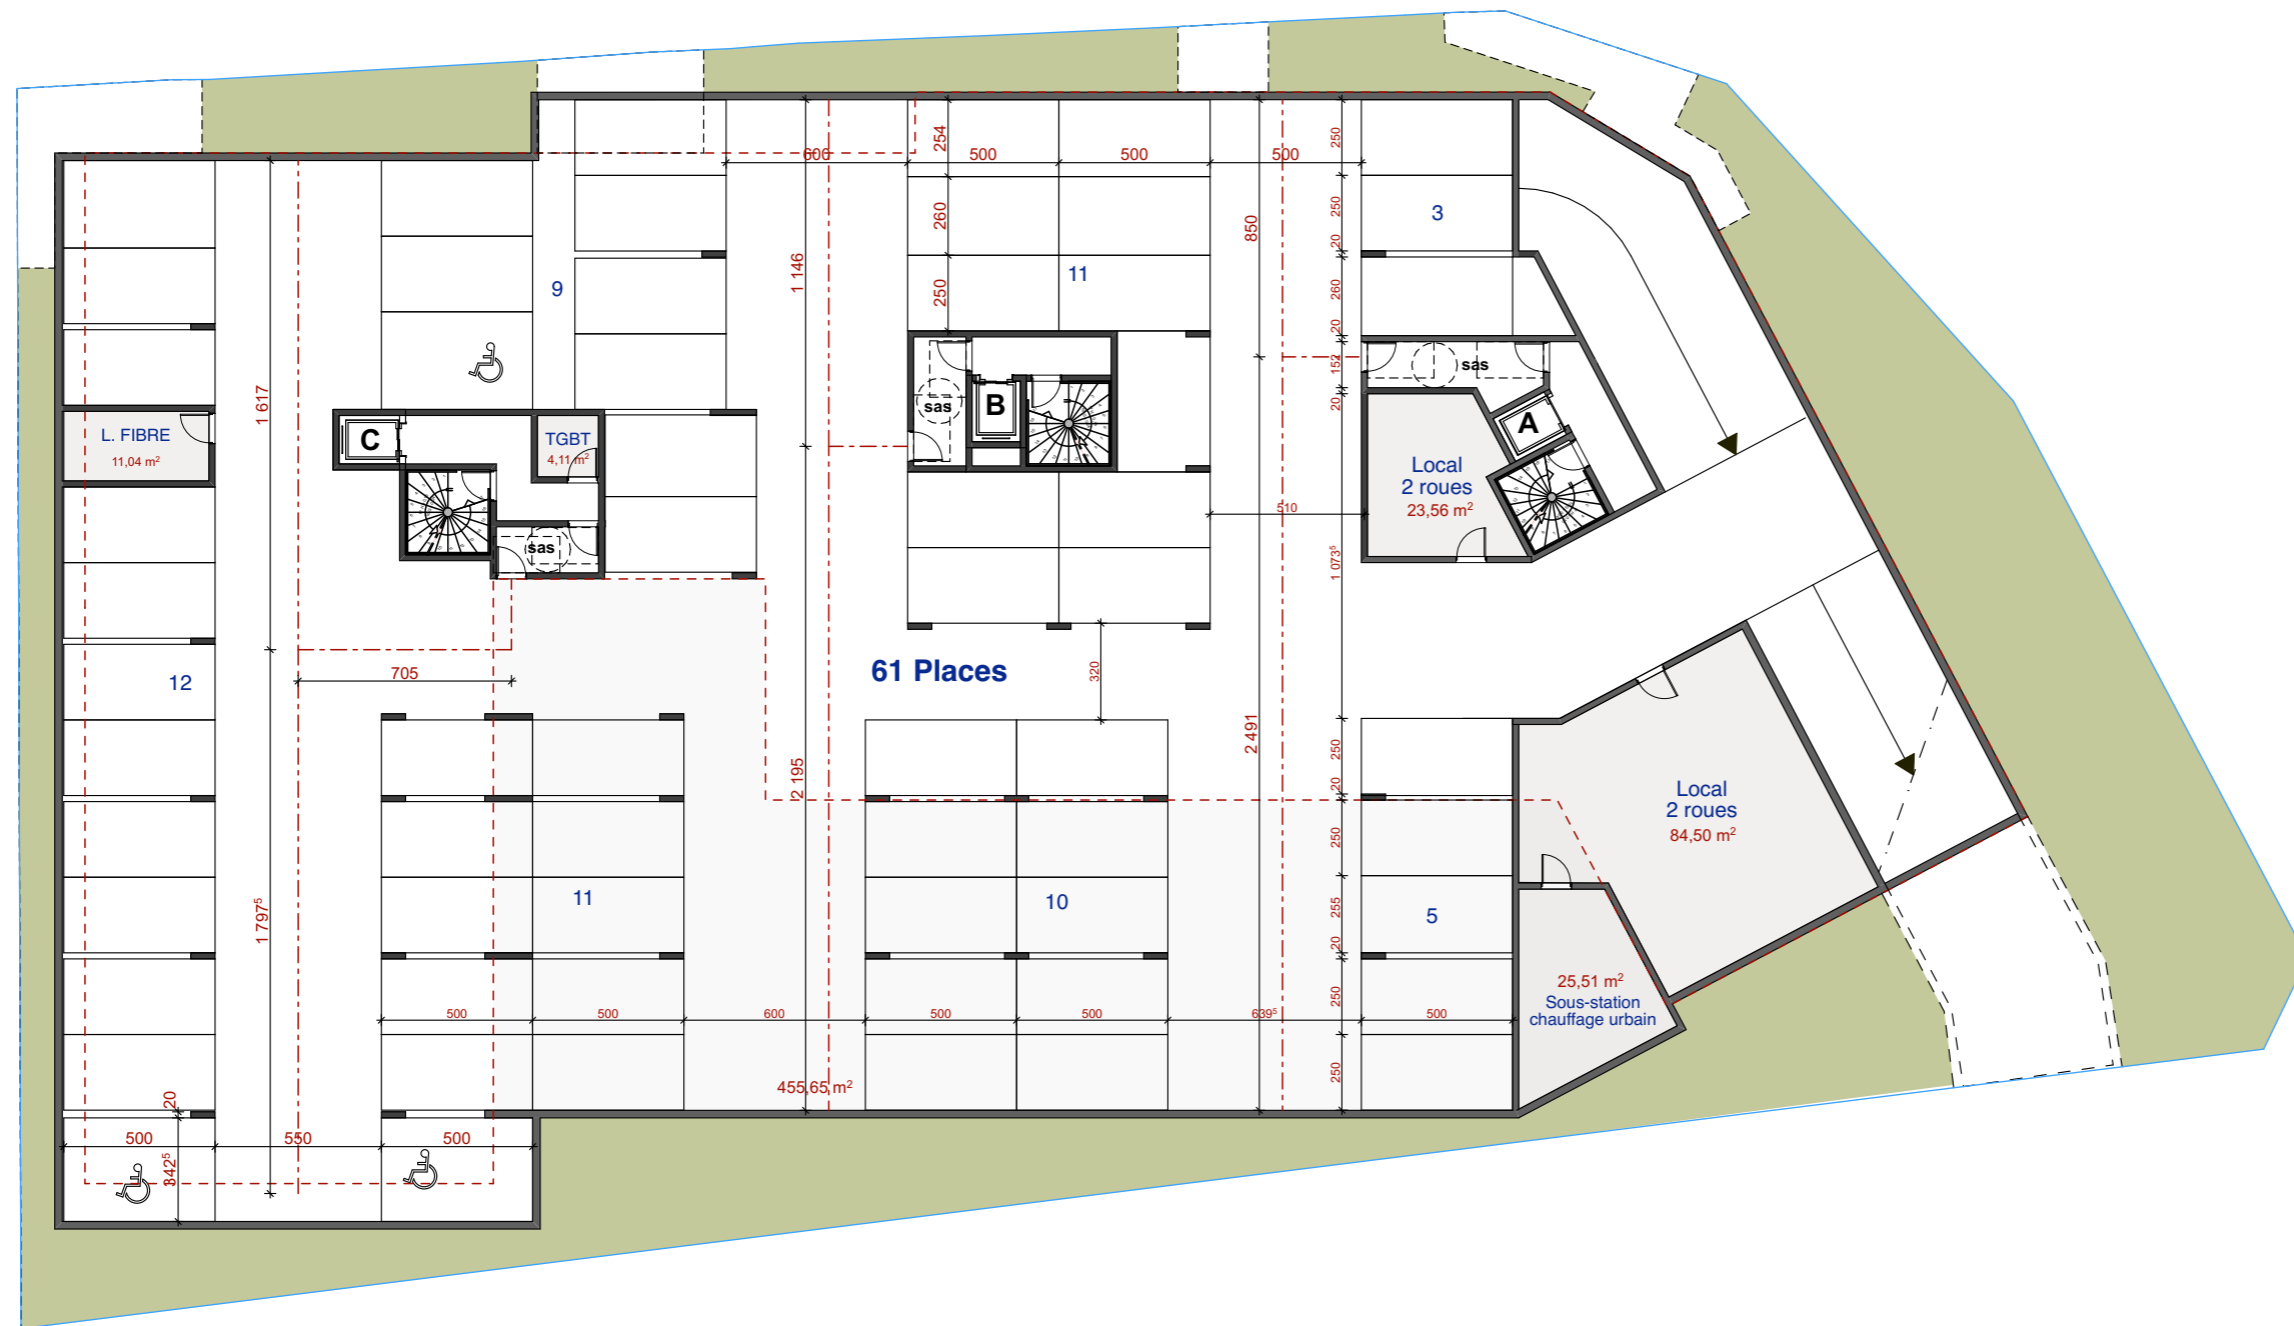 254
600
500
500
500
250
260
250
3
20
850
1 146
250
9
11
260
20
152
sas
1 617
L. FIBRE
11,04 m²
C
TGBT
4,11 m²
sas
B
20
A
Local
2 roues
23,56 m²
510
sas
1 073⁵
61 Places
320
705
12
2 491
2 195
250
20
Local
2 roues
84,50 m²
250
11
10
255
5
1 797⁵
20
25,51 m²
Sous-station
chauffage urbain
250
500
500
600
500
500
639⁵
500
250
455,65 m²
20
500
550
500
342⁵